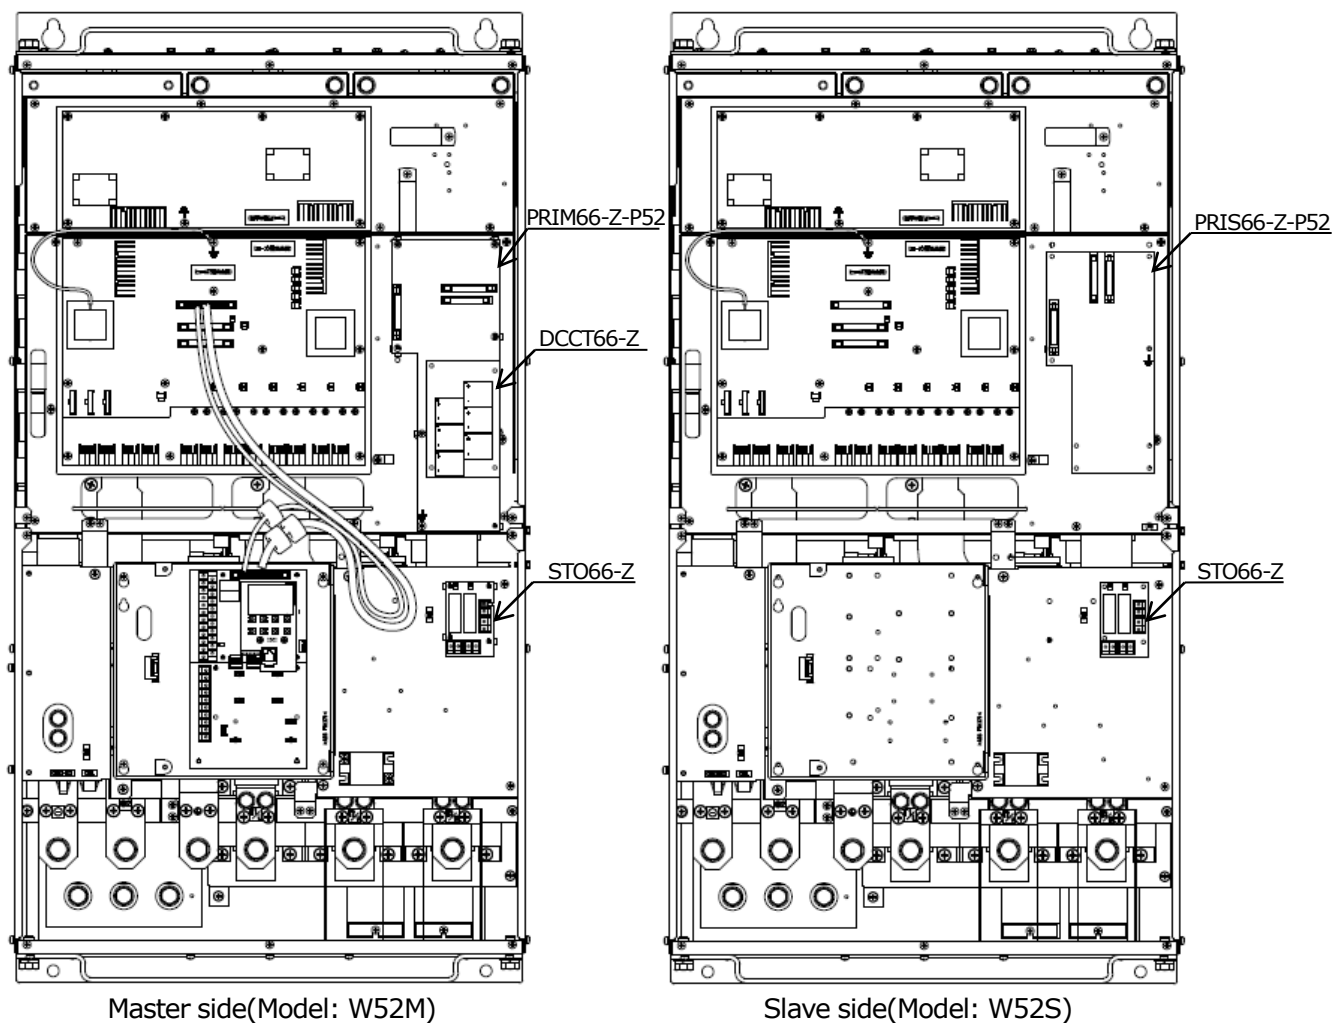 PRIM66-Z-P52
PRIS66-Z-P52
DCCT66-Z
STO66-Z
STO66-Z
Master side(Model: W52M)
Slave side(Model: W52S)